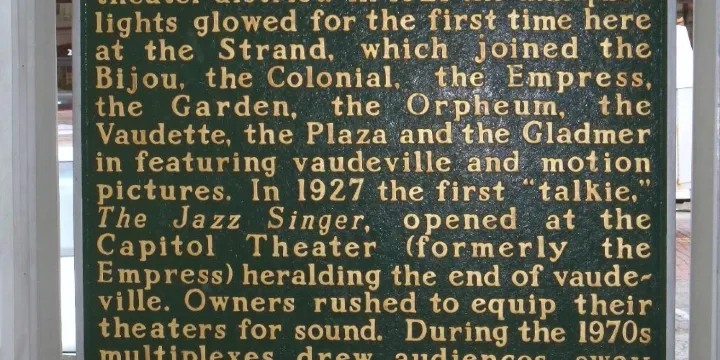 lights glowed for the first time here
at the Strand, which joined the
Bijou, the Colonial, the Empress,
the Garden, the Orpheum, the
Vaudette, the Plaza and the Gladmer
in featuring vaudeville and motion
pictures. In 1927 the first “talkie,”
The Jazz Singer, opened at the
Capitol Theater (formerly the
Empress) heralding the end of vaude-
ville. Owners rushed to equip their
theaters for sound. During the 1970s
multiplexes drew audiences